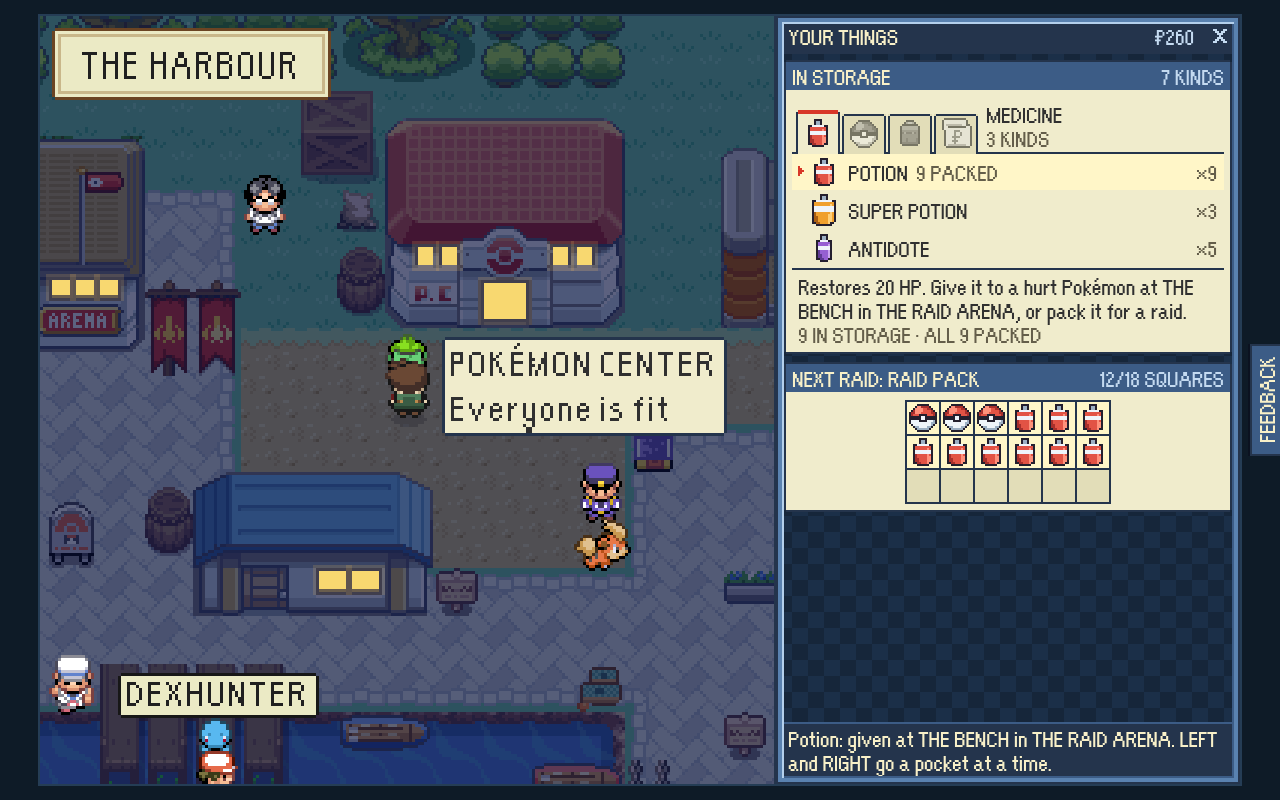 THE HARBOUR
ARENA
P.C
POKÉMON CENTER
Everyone is fit
DEXHUNTER
YOUR THINGS
₽260 X
IN STORAGE
7 KINDS
MEDICINE
3 KINDS
POTION 9 PACKED ×9
SUPER POTION ×3
ANTIDOTE ×5
Restores 20 HP. Give it to a hurt Pokémon at THE
BENCH in THE RAID ARENA, or pack it for a raid.
9 IN STORAGE · ALL 9 PACKED
NEXT RAID: RAID PACK
12/18 SQUARES
Potion: given at THE BENCH in THE RAID ARENA. LEFT
and RIGHT go a pocket at a time.
FEEDBACK